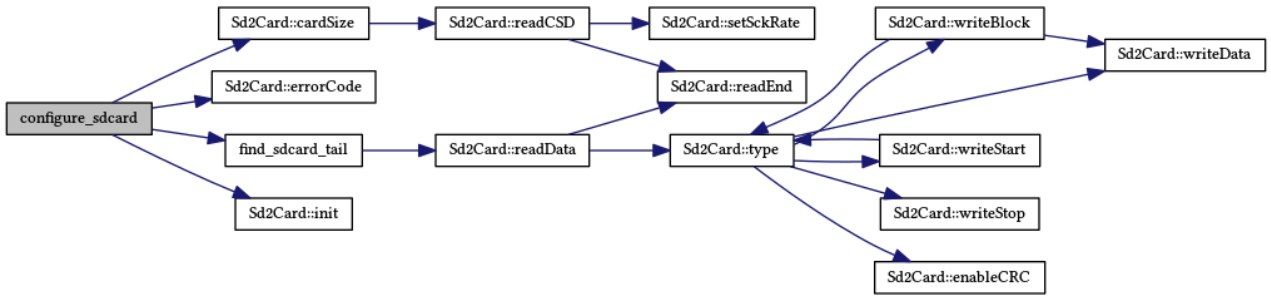 configure_sdcard
Sd2Card::cardSize
Sd2Card::errorCode
find_sdcard_tail
Sd2Card::init
Sd2Card::readCSD
Sd2Card::readData
Sd2Card::setSckRate
Sd2Card::readEnd
Sd2Card::type
Sd2Card::writeBlock
Sd2Card::writeStart
Sd2Card::writeStop
Sd2Card::enableCRC
Sd2Card::writeData